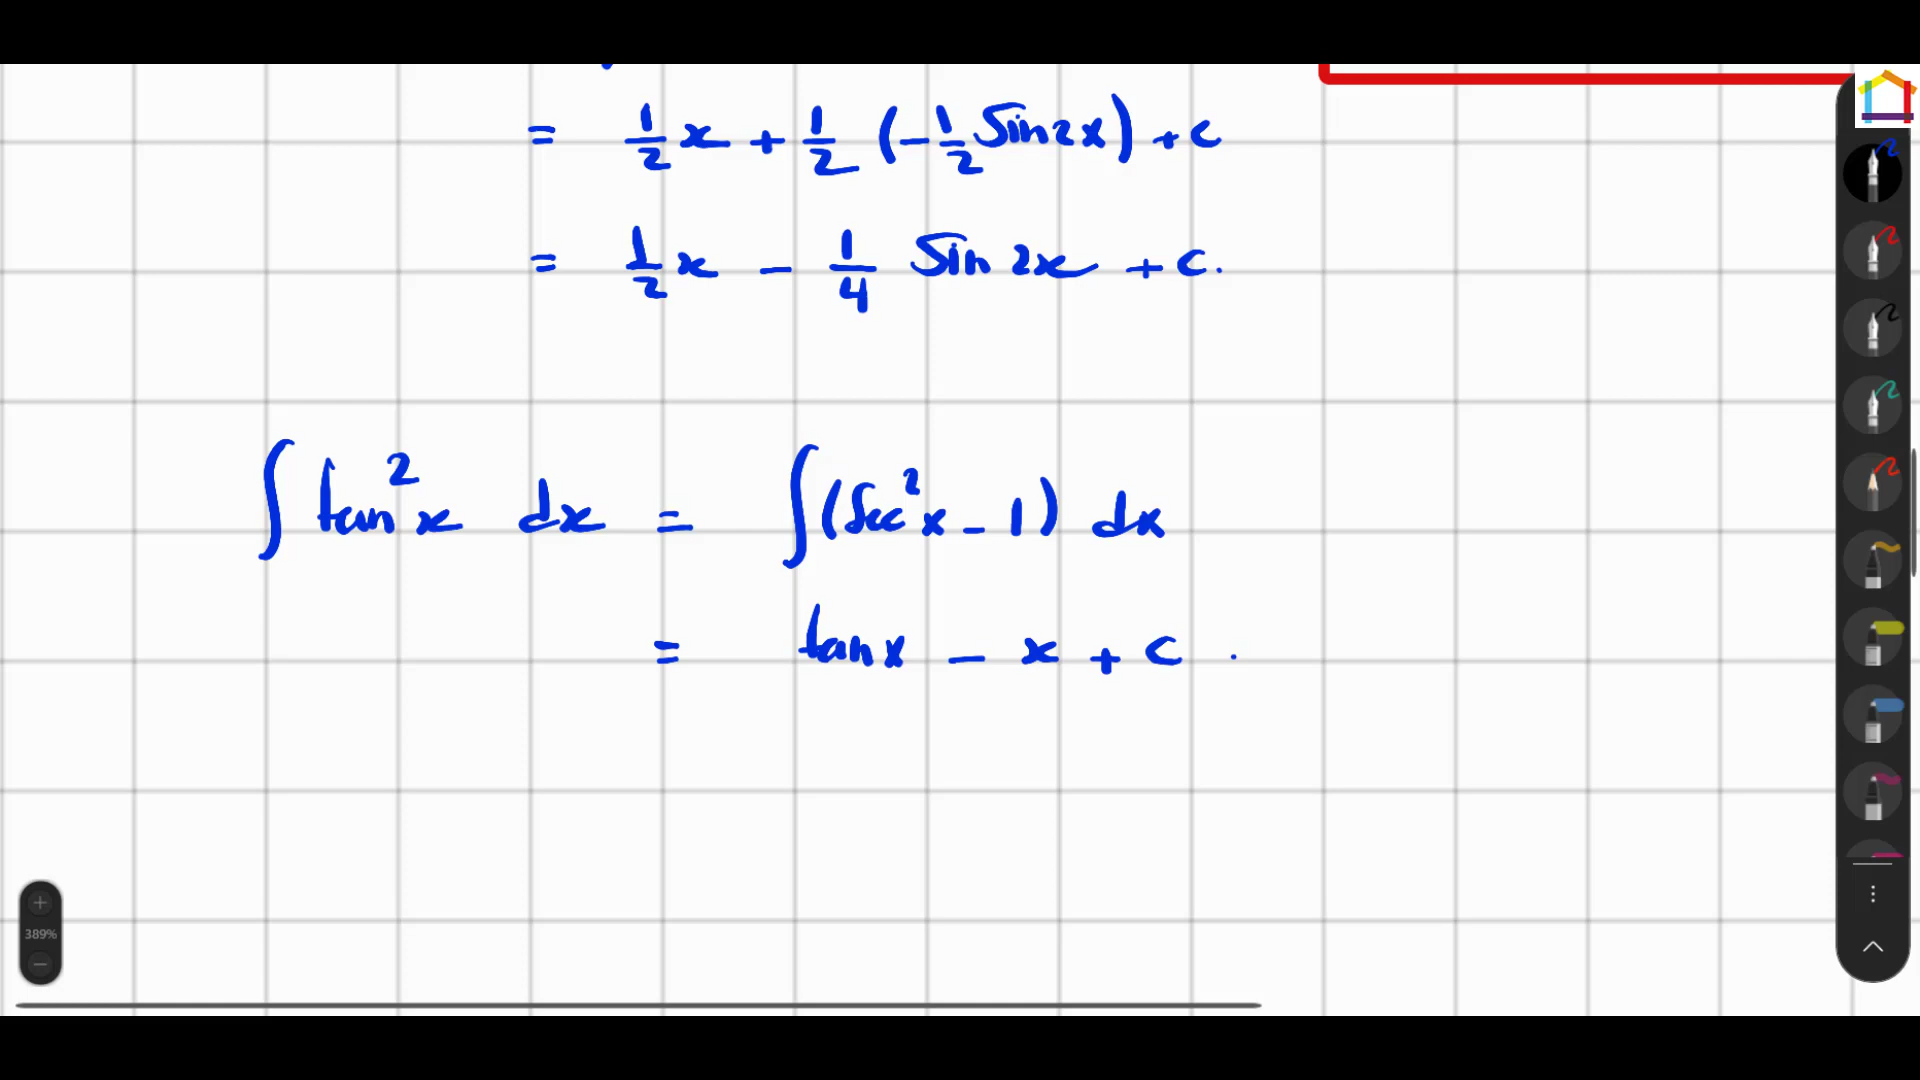 = 1/2 x + 1/2 (-1/2 Sin2x) + c
= 1/2 x - 1/4 Sin 2x + c.
∫ tan²x dx = ∫(Sec²x - 1) dx
= tanx - x + c .
389%